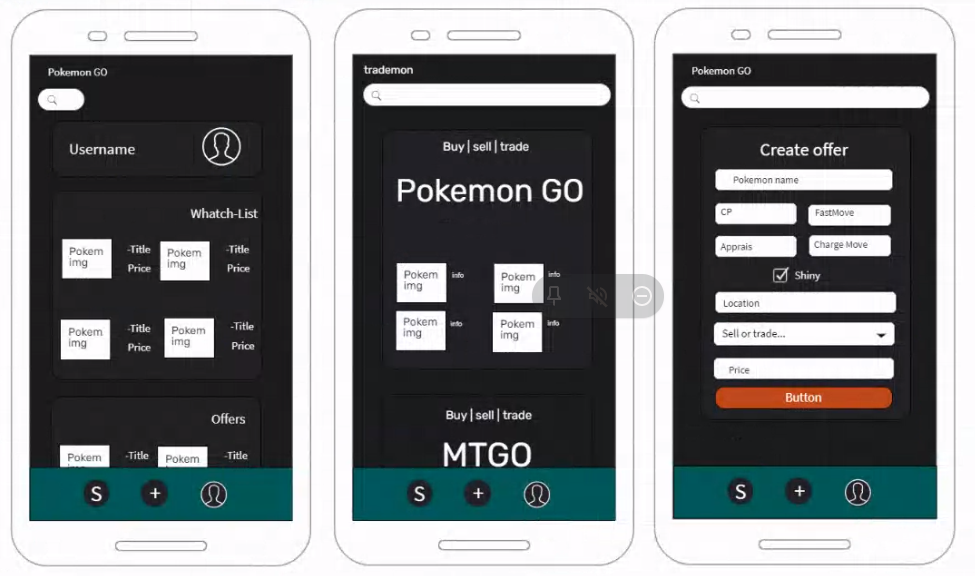 Pokemon GO
Username
Whatch-List
Pokem
img
-Title
Price
Pokem
img
-Title
Price
Pokem
img
-Title
Price
Pokem
img
-Title
Price
Offers
Pokem
img
-Title
Pokem
-Title
S
+
trademon
Buy | sell | trade
Pokemon GO
Pokem
img
info
Pokem
img
info
Pokem
img
info
Pokem
img
info
Buy | sell | trade
MTGO
S
+
Pokemon GO
Create offer
Pokemon name
CP
FastMove
Apprais
Charge Move
Shiny
Location
Sell or trade...
Price
Button
S
+